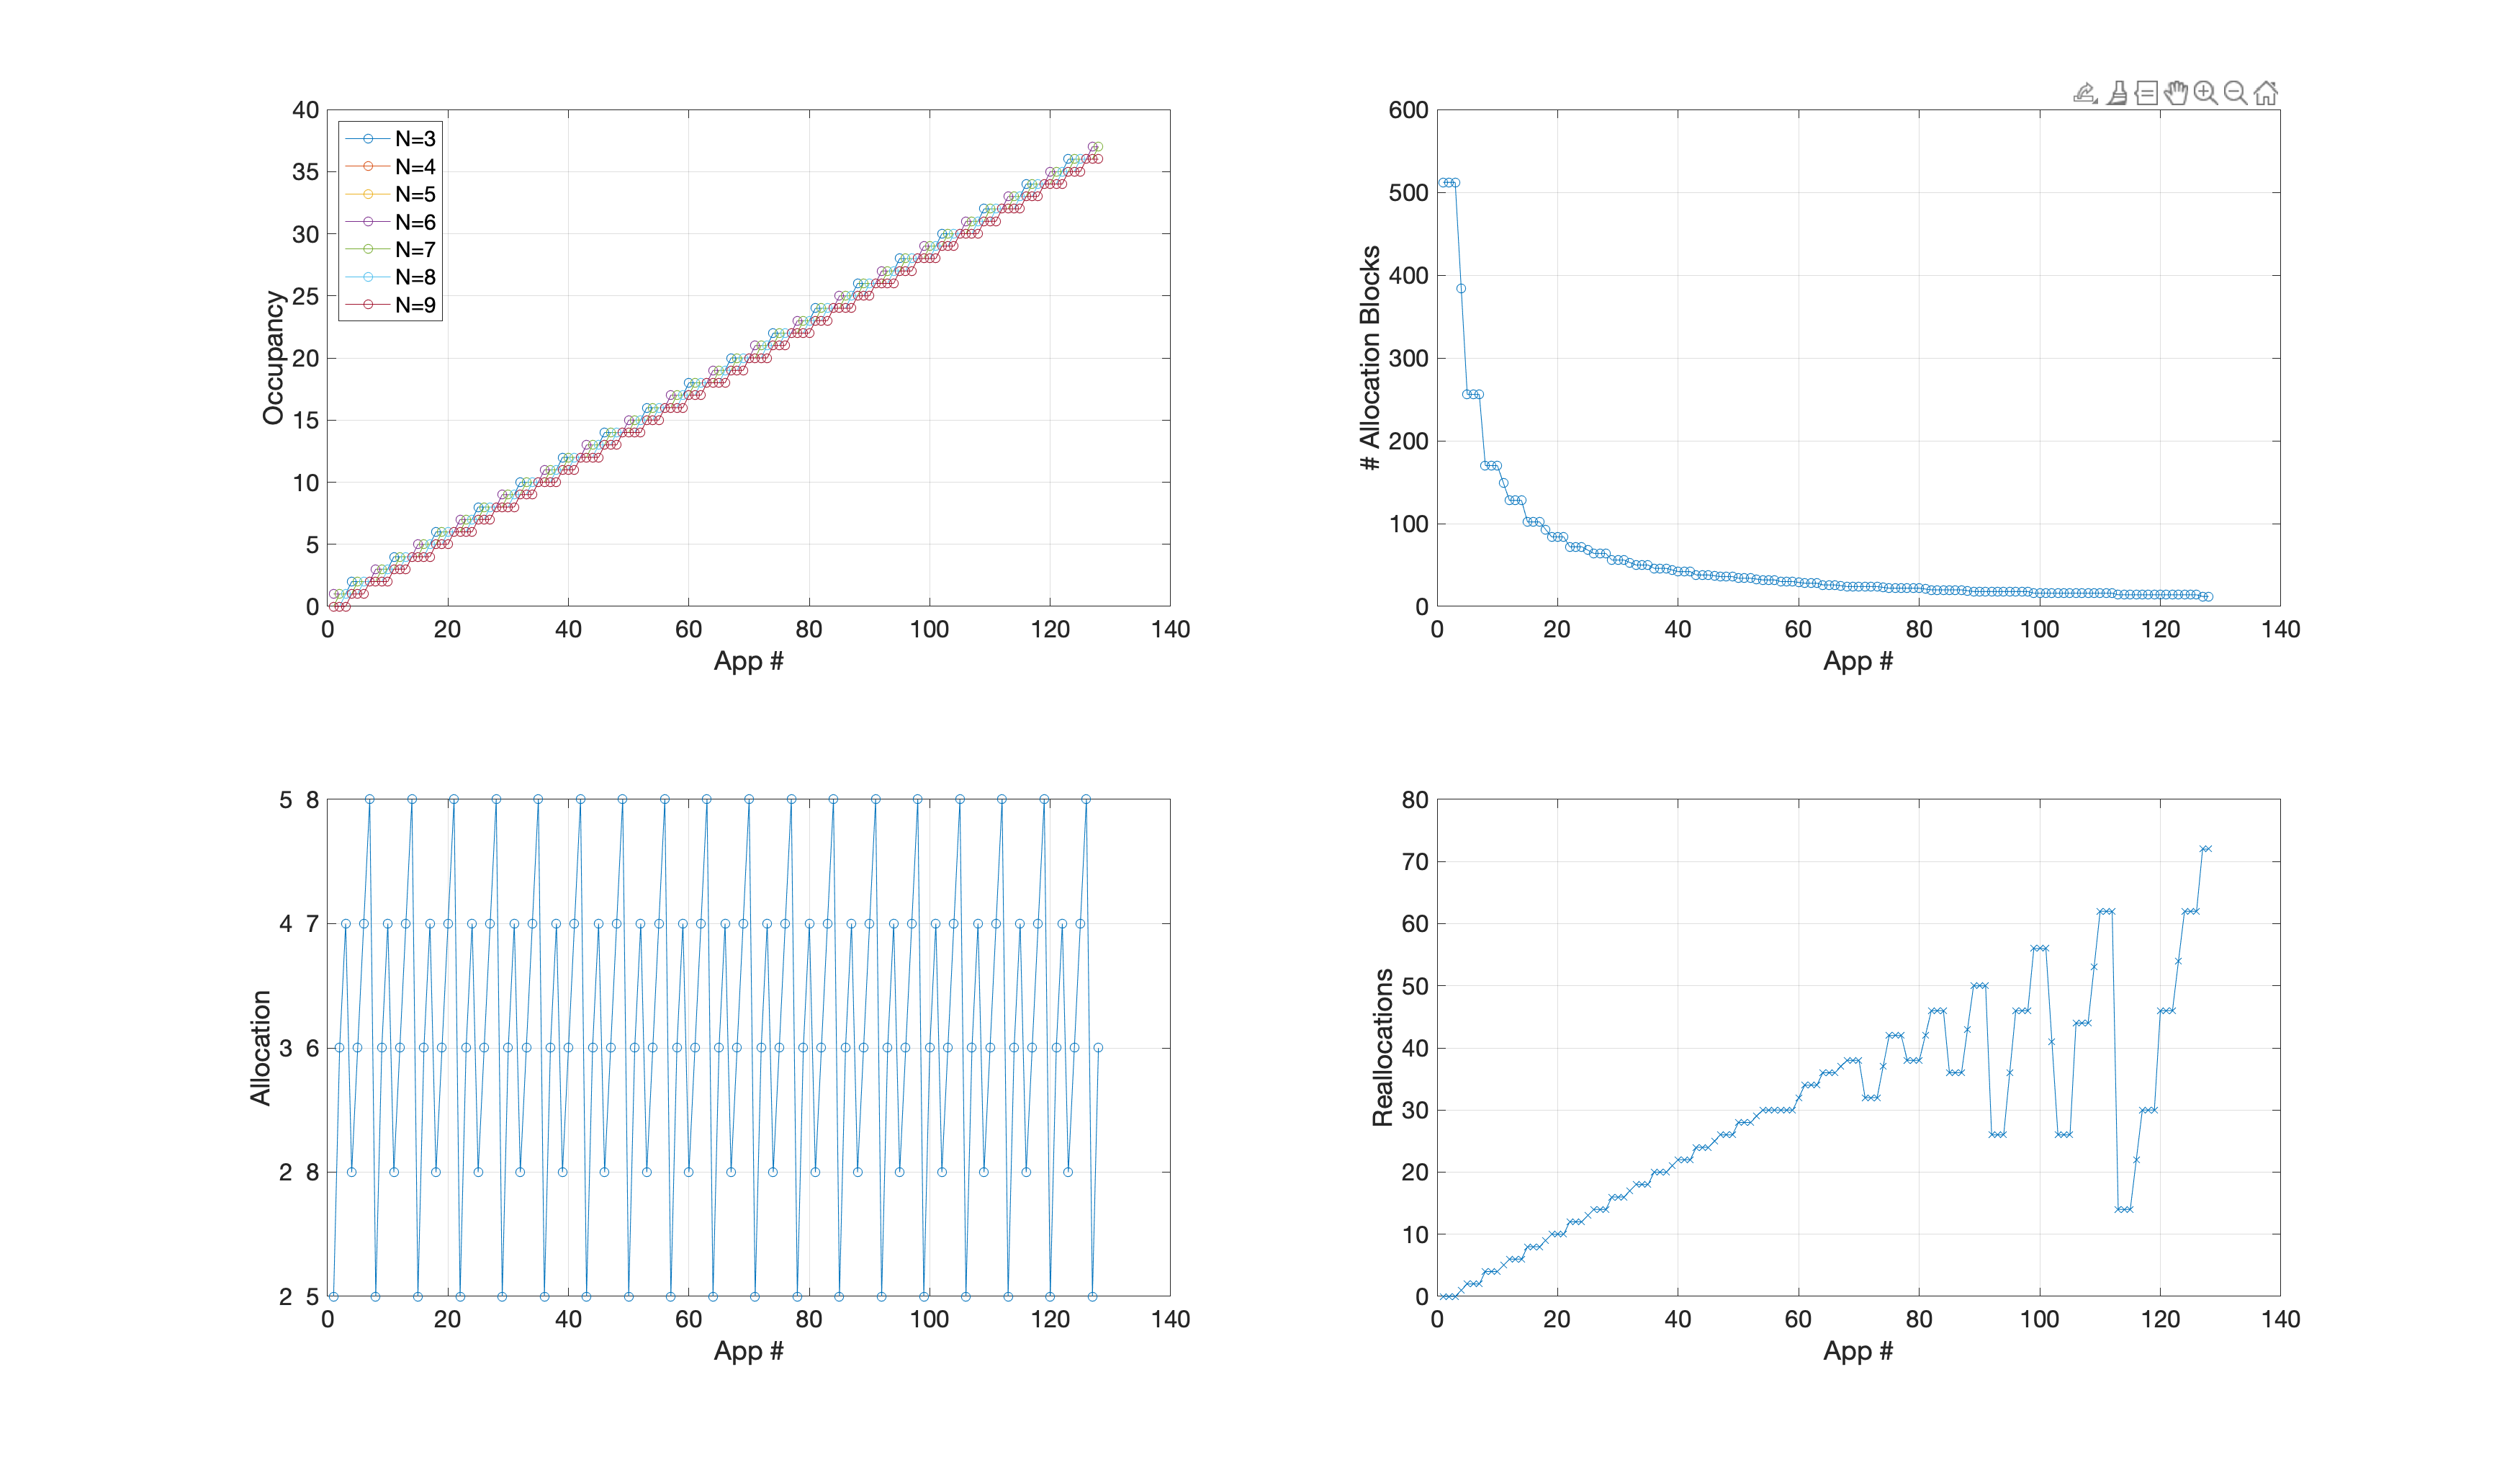 40
35
30
25
20
15
10
5
0
Occupancy
N=3
N=4
N=5
N=6
N=7
N=8
N=9
0 20 40 60 80 100 120 140
App #
600
500
400
300
200
100
0
# Allocation Blocks
0 20 40 60 80 100 120 140
App #
5 8
4 7
3 6
2 8
2 5
Allocation
0 20 40 60 80 100 120 140
App #
80
70
60
50
40
30
20
10
0
Reallocations
0 20 40 60 80 100 120 140
App #